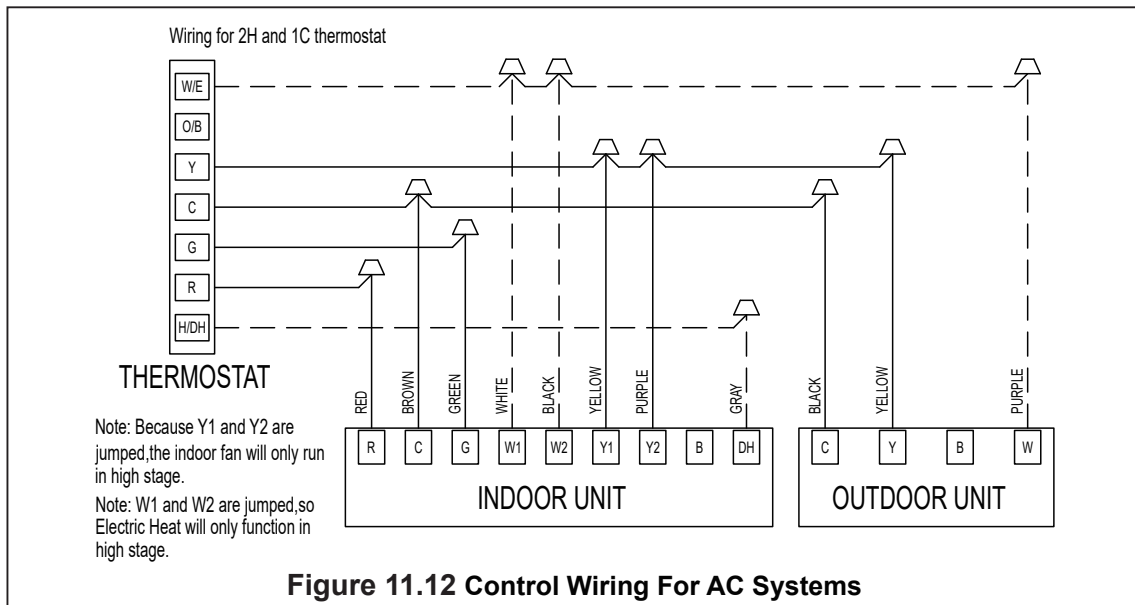 Wiring for 2H and 1C thermostat
W/E
O/B
Y
C
G
R
H/DH
THERMOSTAT
Note: Because Y1 and Y2 are
jumped,the indoor fan will only run
in high stage.
Note: W1 and W2 are jumped,so
Electric Heat will only function in
high stage.
RED
BROWN
GREEN
WHITE
BLACK
YELLOW
PURPLE
GRAY
BLACK
YELLOW
PURPLE
R C G W1 W2 Y1 Y2 B DH
INDOOR UNIT
C Y B W
OUTDOOR UNIT
Figure 11.12 Control Wiring For AC Systems